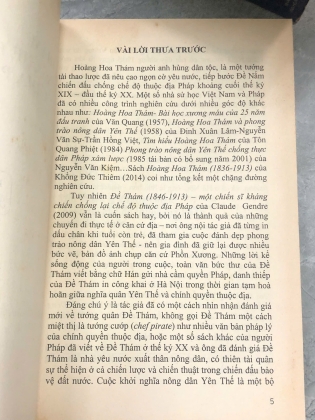 VÀI LỜI THƯA TRƯỚC
Hoàng Hoa Thám người anh hùng dân tộc, là một tướng
tài thao lược đã nêu cao ngọn cờ yêu nước, tiếp bước Đề Nắm
chiến đấu chống chế độ thuộc địa Pháp khoảng cuối thế kỷ
XIX – đầu thế kỷ XX. Một số nhà sử học Việt Nam và Pháp
đã có nhiều công trình nghiên cứu dưới nhiều góc độ khác
nhau như: Hoàng Hoa Thám- Bài học xương máu của 25 năm
đấu tranh của Văn Quang (1957), Hoàng Hoa Thám và phong
trào nông dân Yên Thế (1958) của Đinh Xuân Lâm-Nguyễn
Văn Sự-Trần Hồng Việt, Tìm hiểu Hoàng Hoa Thám của Tôn
Quang Phiệt (1984) Phong trào nông dân Yên Thế chống thực
dân Pháp xâm lược (1985 tái bản có bổ sung năm 2001) của
Nguyễn Văn Kiệm...Sách Hoàng Hoa Thám (1836-1913) của
Khổng Đức Thiêm (2014) coi như tổng kết một chặng đường
nghiên cứu.
Tuy nhiên Đề Thám (1846-1913) – một chiến sĩ kháng
chiến chống lại chế độ thuộc địa Pháp của Claude Gendre
(2009) vẫn là cuốn sách hay, bởi nó là thành quả của những
chuyến đi thực tế ở căn cứ địa – nơi ông nội tác giả đã từng in
dấu chân khi tuổi còn trẻ, đã tham gia cuộc đánh dẹp phong
trào nông dân Yên Thế - nên gia đình đã giữ lại được nhiều
bức vẽ, bản đồ ảnh chụp căn cứ Phồn Xương. Những lời kể
sống động của người trong cuộc, toàn văn bức thư của Đề
Thám viết bằng chữ Hán gửi nhà cầm quyền Pháp, danh thiếp
của Đề Thám in công khai ở Hà Nội trong thời gian tạm hoà
hoãn giữa nghĩa quân Yên Thế và chính quyền thuộc địa.
Đáng chú ý là tác giả đã có một cách nhìn nhận đánh giá
mới về tướng quân Đề Thám, không gọi Đề Thám một cách
miệt thị là tướng cướp (chef pirate) như nhiều văn bản pháp lý
của chính quyền thuộc địa, hoặc một số sách khác của người
Pháp đã viết về Đề Thám ở thế kỷ XX và ông đã đánh giá Đề
Thám là nhà yêu nước xuất thân nông dân, có thiên tài quân
sự thể hiện ở cả chiến lược và chiến thuật trong chiến đấu bảo
vệ đất nước. Cuộc khởi nghĩa nông dân Yên Thế là một bộ
5